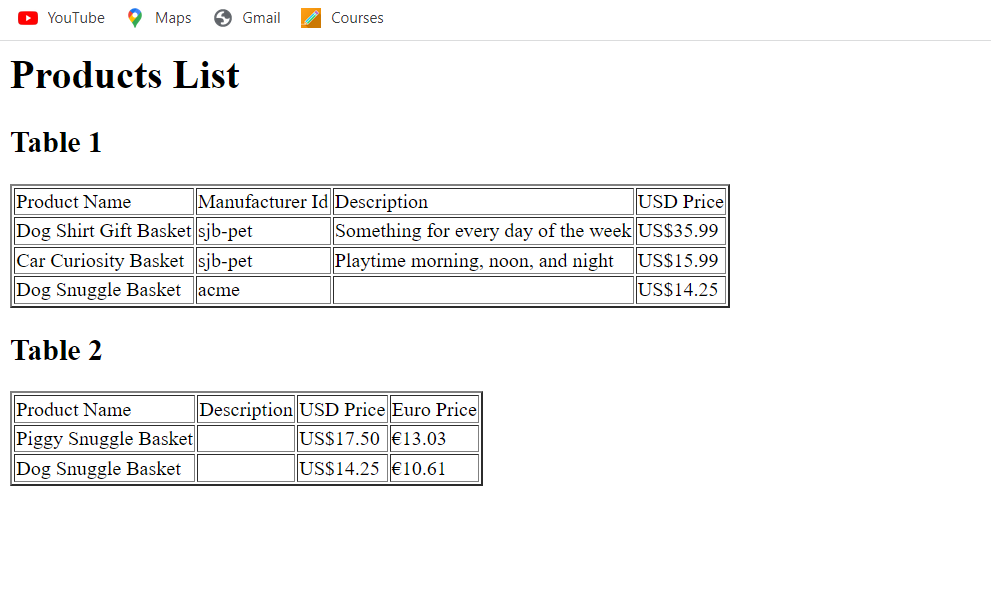 YouTube Maps Gmail Courses
Products List
Table 1
Product Name Manufacturer Id Description USD Price
Dog Shirt Gift Basket sjb-pet Something for every day of the week US$35.99
Car Curiosity Basket sjb-pet Playtime morning, noon, and night US$15.99
Dog Snuggle Basket acme US$14.25
Table 2
Product Name Description USD Price Euro Price
Piggy Snuggle Basket US$17.50 €13.03
Dog Snuggle Basket US$14.25 €10.61